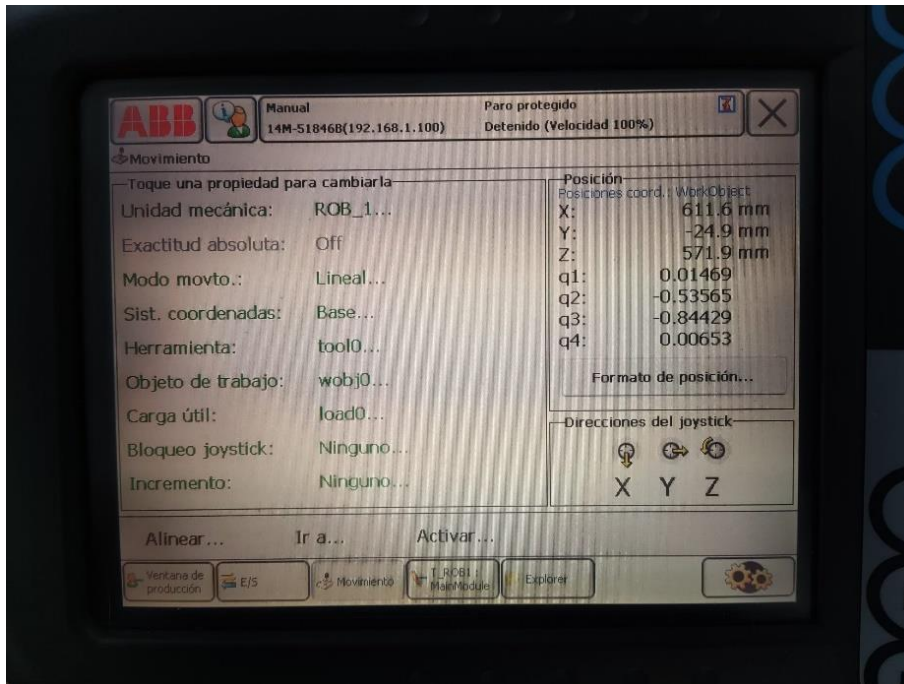 ABB
Manual
14M-51846B(192.168.1.100)
Paro protegido
Detenido (Velocidad 100%)
Movimiento
Toque una propiedad para cambiarla
Unidad mecánica: ROB_1...
Exactitud absoluta: Off
Modo movto.: Lineal...
Sist. coordenadas: Base...
Herramienta: tool0...
Objeto de trabajo: wobj0...
Carga útil: load0...
Bloqueo joystick: Ninguno...
Incremento: Ninguno...
Posición
Posiciones coord.: WorkObject
X: 611.6 mm
Y: -24.9 mm
Z: 571.9 mm
q1: 0.01469
q2: -0.53565
q3: -0.84429
q4: 0.00653
Formato de posición...
Direcciones del joystick
X Y Z
Alinear... Ir a... Activar...
Ventana de
producción
E/S
Movimiento
T_ROB1:
MainModule
Explorer